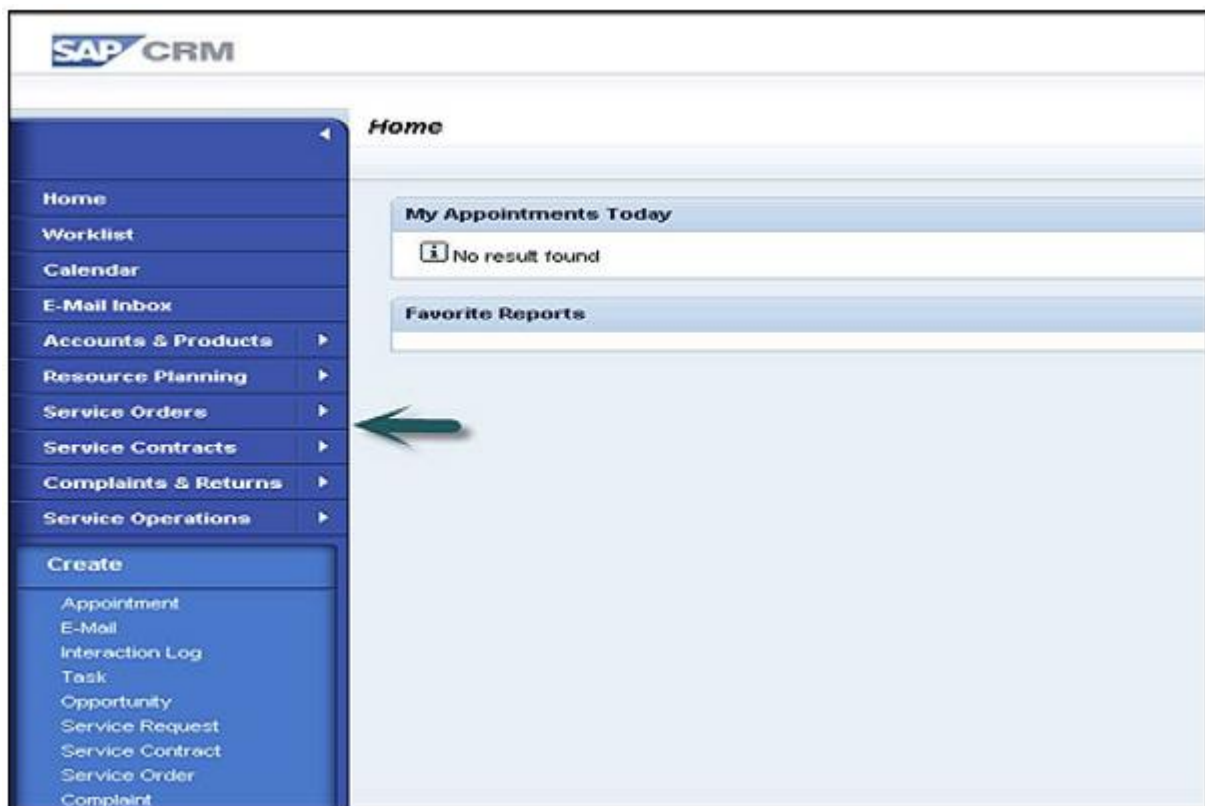 SAP CRM
Home
Home
Worklist
Calendar
E-Mail Inbox
Accounts & Products
Resource Planning
Service Orders
Service Contracts
Complaints & Returns
Service Operations
Create
Appointment
E-Mail
Interaction Log
Task
Opportunity
Service Request
Service Contract
Service Order
Complaint
My Appointments Today
No result found
Favorite Reports